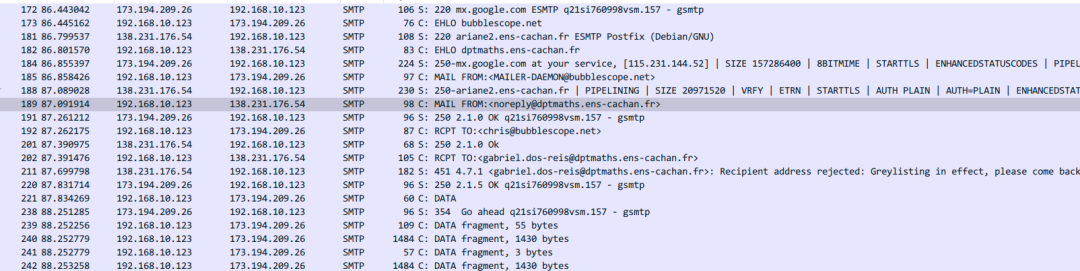 172 86.443042 173.194.209.26 192.168.10.123 SMTP 106 S: 220 mx.google.com ESMTP q21si760998vsm.157 - gsmtp
173 86.445162 192.168.10.123 173.194.209.26 SMTP 76 C: EHLO bubblescope.net
181 86.799537 138.231.176.54 192.168.10.123 SMTP 108 S: 220 ariane2.ens-cachan.fr ESMTP Postfix (Debian/GNU)
182 86.801570 192.168.10.123 138.231.176.54 SMTP 83 C: EHLO dptmaths.ens-cachan.fr
184 86.855397 173.194.209.26 192.168.10.123 SMTP 224 S: 250-mx.google.com at your service, [115.231.144.52] | SIZE 157286400 | 8BITMIME | STARTTLS | ENHANCEDSTATUSCODES | PIPEL
185 86.858426 192.168.10.123 173.194.209.26 SMTP 97 C: MAIL FROM:<MAILER-DAEMON@bubblescope.net>
188 87.089028 138.231.176.54 192.168.10.123 SMTP 230 S: 250-ariane2.ens-cachan.fr | PIPELINING | SIZE 20971520 | VRFY | ETRN | STARTTLS | AUTH PLAIN | AUTH=PLAIN | ENHANCEDSTA
189 87.091914 192.168.10.123 138.231.176.54 SMTP 98 C: MAIL FROM:<noreply@dptmaths.ens-cachan.fr>
191 87.261212 173.194.209.26 192.168.10.123 SMTP 96 S: 250 2.1.0 OK q21si760998vsm.157 - gsmtp
192 87.262175 192.168.10.123 173.194.209.26 SMTP 87 C: RCPT TO:<chris@bubblescope.net>
201 87.390975 138.231.176.54 192.168.10.123 SMTP 68 S: 250 2.1.0 Ok
202 87.391476 192.168.10.123 138.231.176.54 SMTP 105 C: RCPT TO:<gabriel.dos-reis@dptmaths.ens-cachan.fr>
211 87.699798 138.231.176.54 192.168.10.123 SMTP 182 S: 451 4.7.1 <gabriel.dos-reis@dptmaths.ens-cachan.fr>: Recipient address rejected: Greylisting in effect, please come back
220 87.831714 173.194.209.26 192.168.10.123 SMTP 96 S: 250 2.1.5 OK q21si760998vsm.157 - gsmtp
221 87.834269 192.168.10.123 173.194.209.26 SMTP 60 C: DATA
238 88.251285 173.194.209.26 192.168.10.123 SMTP 96 S: 354 Go ahead q21si760998vsm.157 - gsmtp
239 88.252256 192.168.10.123 173.194.209.26 SMTP 109 C: DATA fragment, 55 bytes
240 88.252779 192.168.10.123 173.194.209.26 SMTP 1484 C: DATA fragment, 1430 bytes
241 88.252779 192.168.10.123 173.194.209.26 SMTP 57 C: DATA fragment, 3 bytes
242 88.253258 192.168.10.123 173.194.209.26 SMTP 1484 C: DATA fragment, 1430 bytes